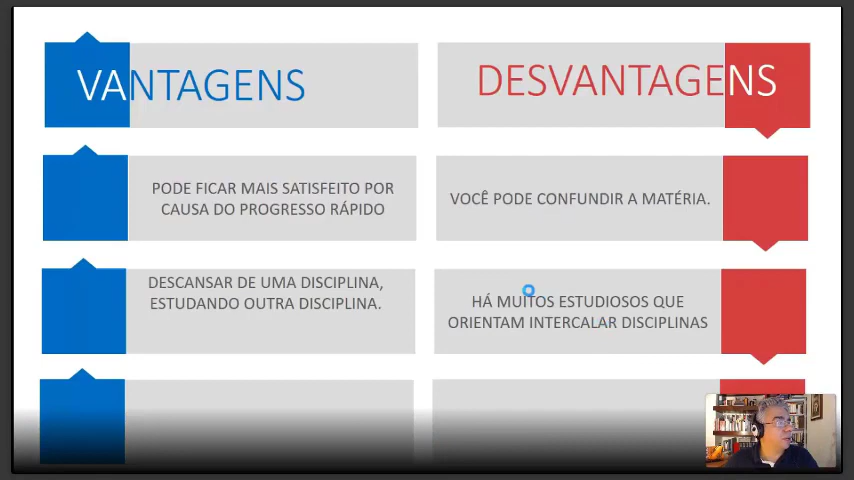 VANTAGENS
DESVANTAGENS
PODE FICAR MAIS SATISFEITO POR
CAUSA DO PROGRESSO RÁPIDO
VOCÊ PODE CONFUNDIR A MATÉRIA.
DESCANSAR DE UMA DISCIPLINA,
ESTUDANDO OUTRA DISCIPLINA.
HÁ MUITOS ESTUDIOSOS QUE
ORIENTAM INTERCALAR DISCIPLINAS